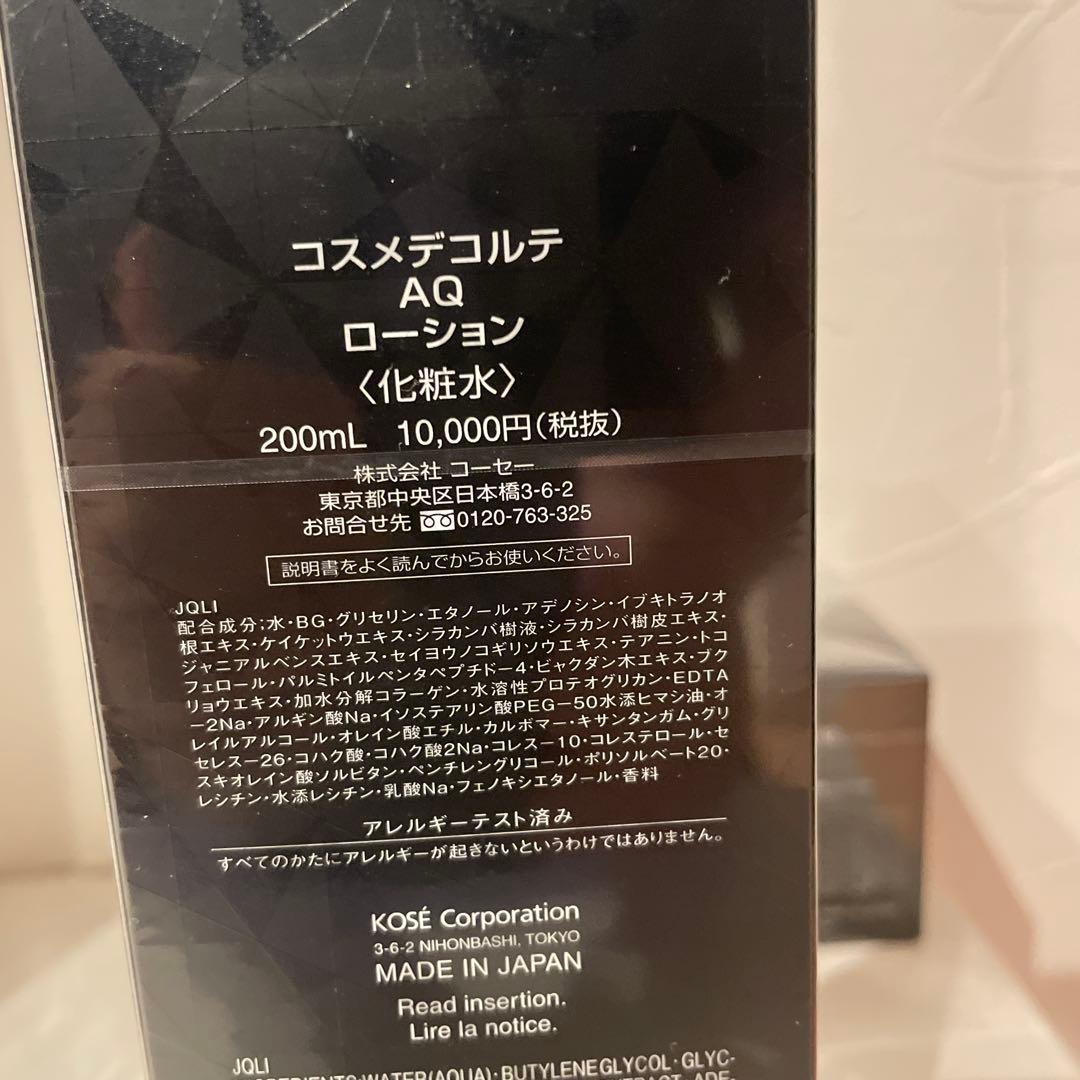 コスメデコルテ
AQ
ローション
〈化粧水〉
200mL 10,000円(税抜)
株式会社 コーセー
東京都中央区日本橋3-6-2
お問合せ先 0120-763-325
説明書をよく読んでからお使いください。
JQLI
配合成分;水・BG・グリセリン・エタノール・アデノシン・イブキトラノオ
根エキス・ケイケットウエキス・シラカンバ樹液・シラカンバ樹皮エキス・
ジャニアルベンスエキス・セイヨウノコギリソウエキス・テアニン・トコ
フェロール・パルミトイルペンタペプチドー4・ビャクダン木エキス・ブク
リョウエキス・加水分解コラーゲン・水溶性プロテオグリカン・EDTA
ー2Na・アルギン酸Na・イソステアリン酸PEG-50水添ヒマシ油・オ
レイルアルコール・オレイン酸エチル・カルボマー・キサンタンガム・グリ
セレスー26・コハク酸・コハク酸2Na・コレスー10・コレステロール・セ
スキオレイン酸ソルビタン・ペンチレングリコール・ポリソルベート20・
レシチン・水添レシチン・乳酸Na・フェノキシエタノール・香料
アレルギーテスト済み
すべてのかたにアレルギーが起きないというわけではありません。
KOSÉ Corporation
3-6-2 NIHONBASHI, TOKYO
MADE IN JAPAN
Read insertion.
Lire la notice.
JQLI
WATER(AQUA)・BUTYLENE GLYCOL・GLYC-